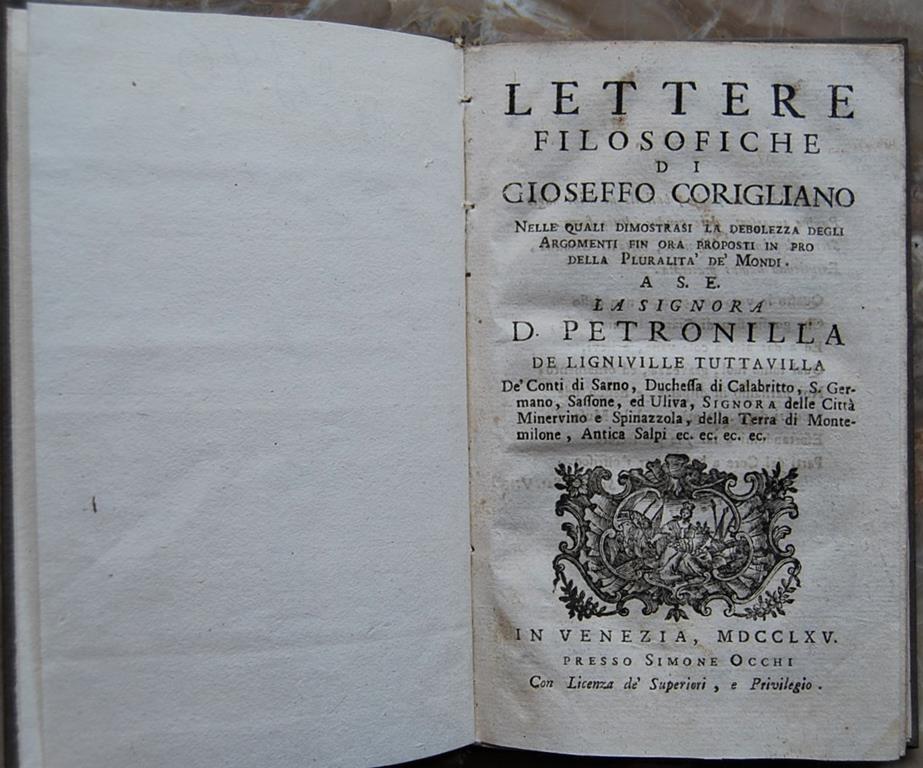 LETTERE
FILOSOFICHE
DI
GIOSEFFO CORIGLIANO
NELLE QUALI DIMOSTRASI LA DEBOLEZZA DEGLI
ARGOMENTI FIN ORA PROPOSTI IN PRO
DELLA PLURALITA' DE' MONDI.
A S. E.
LA SIGNORA
D. PETRONILLA
DE LIGNIVILLE TUTTAVILLA
De' Conti di Sarno, Duchessa di Calabritto, S. Ger-
mano, Sassone, ed Uliva, SIGNORA delle Città
Minervino e Spinazzola, della Terra di Monte-
milone, Antica Salpi ec. ec. ec. ec.
IN VENEZIA, MDCCLXV.
PRESSO SIMONE OCCHI
Con Licenza de' Superiori, e Privilegio.